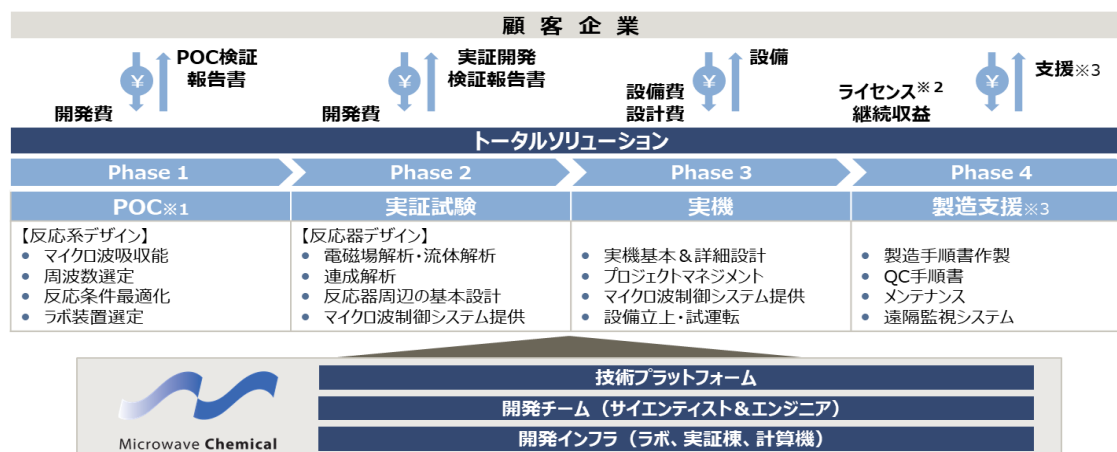 顧客企業
POC検証
報告書
開発費
実証開発
検証報告書
開発費
設備
設備費
設計費
支援※3
ライセンス※2
継続収益
¥
¥
¥
¥
トータルソリューション
Phase 1
Phase 2
Phase 3
Phase 4
POC※1
実証試験
実機
製造支援※3
【反応系デザイン】
• マイクロ波吸収能
• 周波数選定
• 反応条件最適化
• ラボ装置選定
【反応器デザイン】
• 電磁場解析・流体解析
• 連成解析
• 反応器周辺の基本設計
• マイクロ波制御システム提供
• 実機基本&詳細設計
• プロジェクトマネジメント
• マイクロ波制御システム提供
• 設備立上・試運転
• 製造手順書作製
• QC手順書
• メンテナンス
• 遠隔監視システム
Microwave Chemical
技術プラットフォーム
開発チーム（サイエンティスト&エンジニア）
開発インフラ（ラボ、実証棟、計算機）